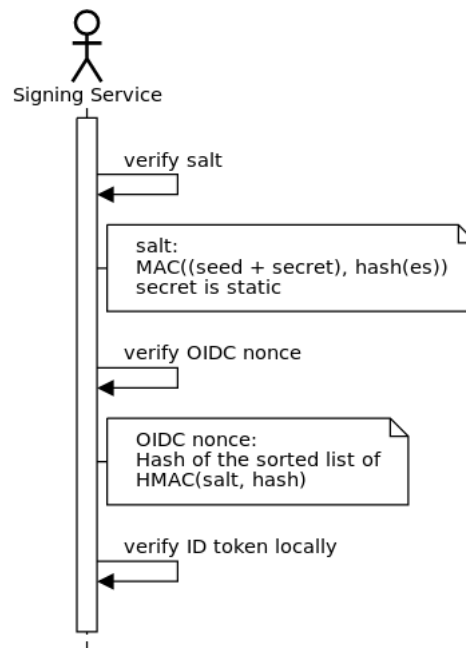 Signing Service
verify salt
salt:
MAC((seed + secret), hash(es))
secret is static
verify OIDC nonce
OIDC nonce:
Hash of the sorted list of
HMAC(salt, hash)
verify ID token locally